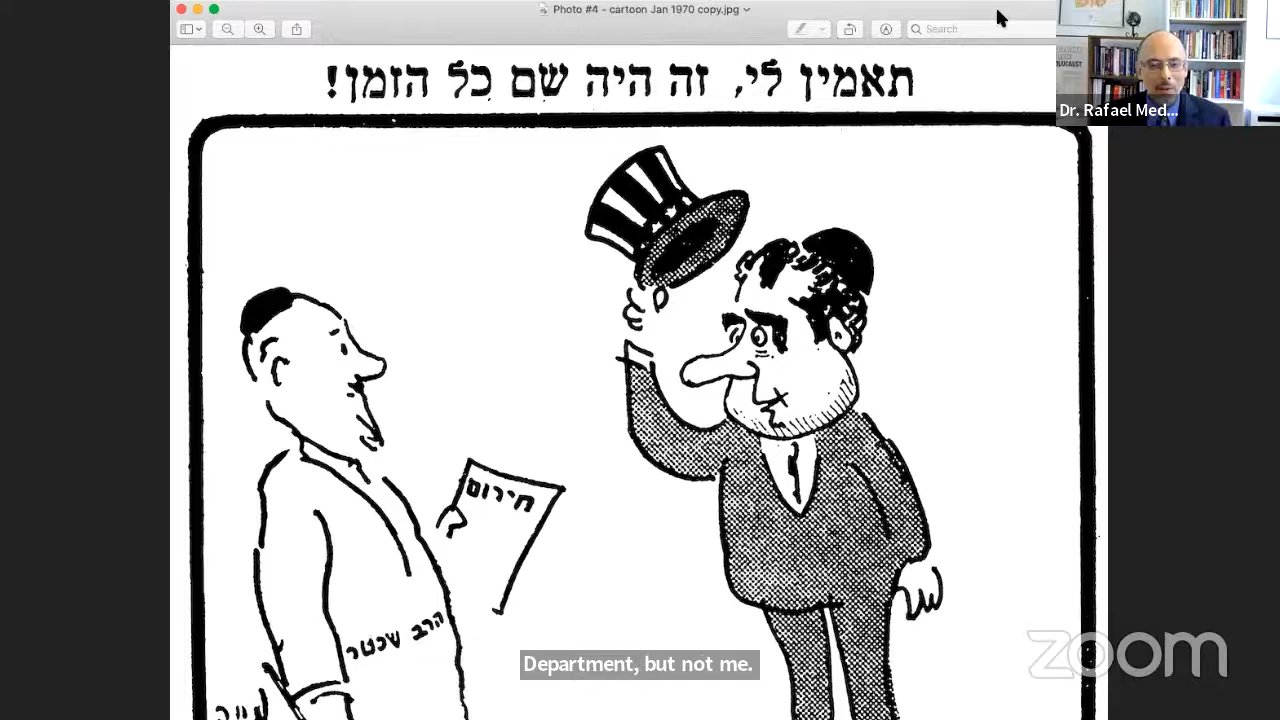 Photo #4 - cartoon Jan 1970 copy.jpg
Search
תאמין לי, זה היה שם כל הזמן!
חירום
הרב שכטר
HOLOCAUST
Dr. Rafael Med...
Department, but not me.
zoom